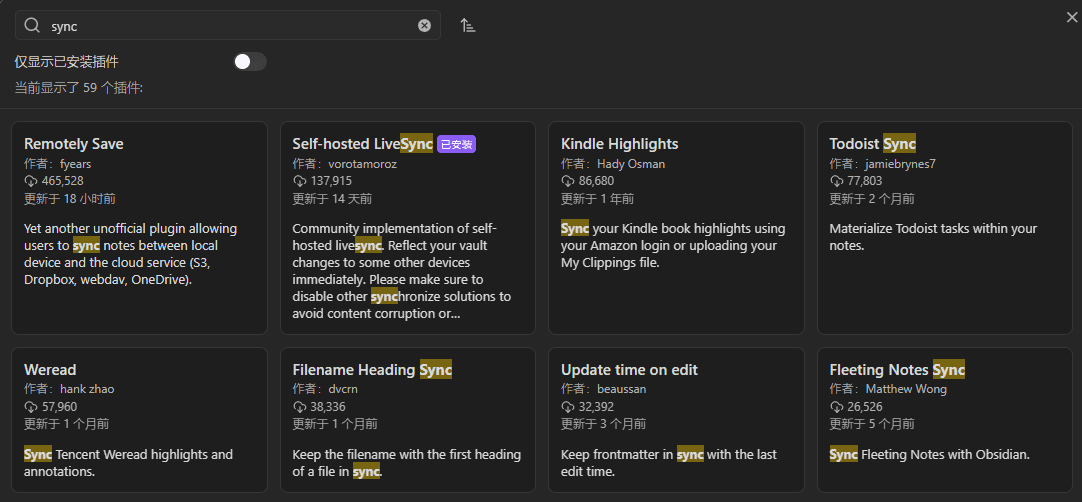 sync
仅显示已安装插件
当前显示了 59 个插件:
Remotely Save
作者：fyears
465,528
更新于 18 小时前
Yet another unofficial plugin allowing
users to sync notes between local
device and the cloud service (S3,
Dropbox, webdav, OneDrive).
Self-hosted LiveSync 已安装
作者：vorotamoroz
137,915
更新于 14 天前
Community implementation of self-
hosted livesync. Reflect your vault
changes to some other devices
immediately. Please make sure to
disable other synchronize solutions to
avoid content corruption or...
Kindle Highlights
作者：Hady Osman
86,680
更新于 1 年前
Sync your Kindle book highlights using
your Amazon login or uploading your
My Clippings file.
Todoist Sync
作者：jamiebrynes7
77,803
更新于 2 个月前
Materialize Todoist tasks within your
notes.
Weread
作者：hank zhao
57,960
更新于 1 个月前
Sync Tencent Weread highlights and
annotations.
Filename Heading Sync
作者：dvcrn
38,336
更新于 1 个月前
Keep the filename with the first heading
of a file in sync.
Update time on edit
作者：beaussan
32,392
更新于 3 个月前
Keep frontmatter in sync with the last
edit time.
Fleeting Notes Sync
作者：Matthew Wong
26,526
更新于 5 个月前
Sync Fleeting Notes with Obsidian.